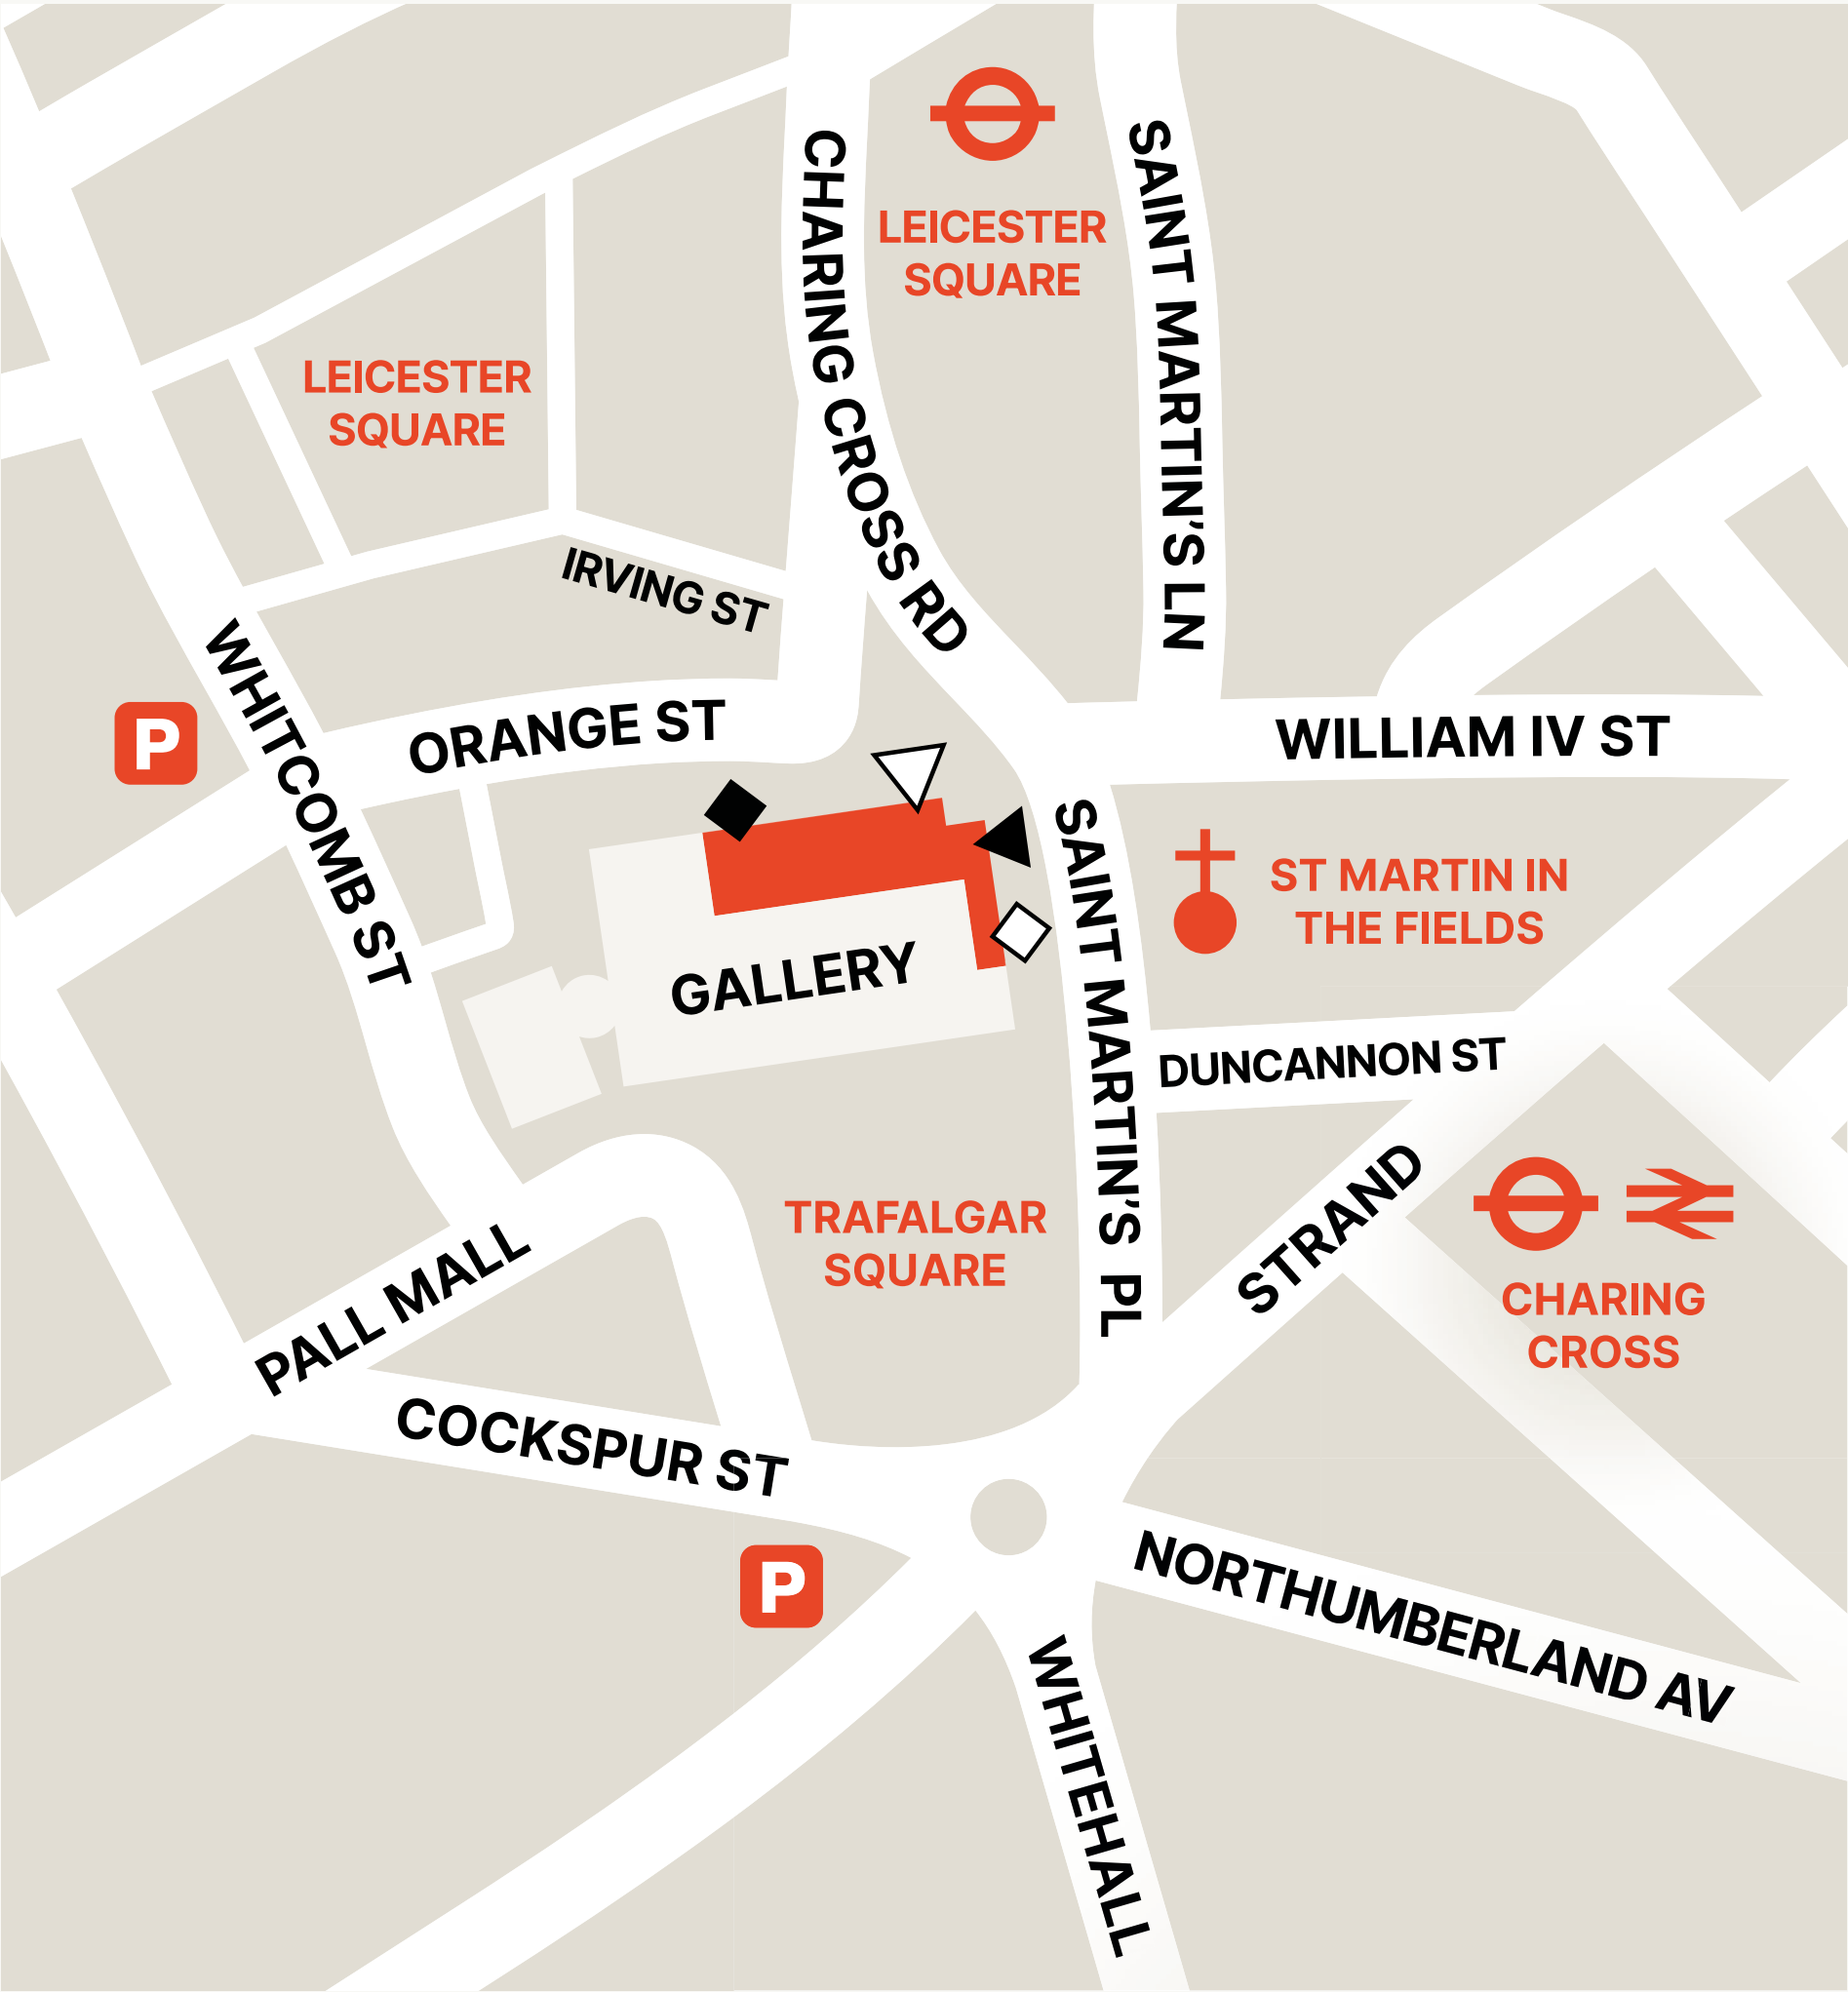 CHARING CROSS RD
SAINT MARTIN'S LN
LEICESTER
SQUARE
LEICESTER
SQUARE
IRVING ST
WHITCOMB ST
P
ORANGE ST
WILLIAM IV ST
SAINT MARTIN'S PL
ST MARTIN IN
THE FIELDS
GALLERY
DUNCANNON ST
STRAND
TRAFALGAR
SQUARE
PALL MALL
CHARING
CROSS
COCKSPUR ST
P
NORTHUMBERLAND AV
WHITEHALL